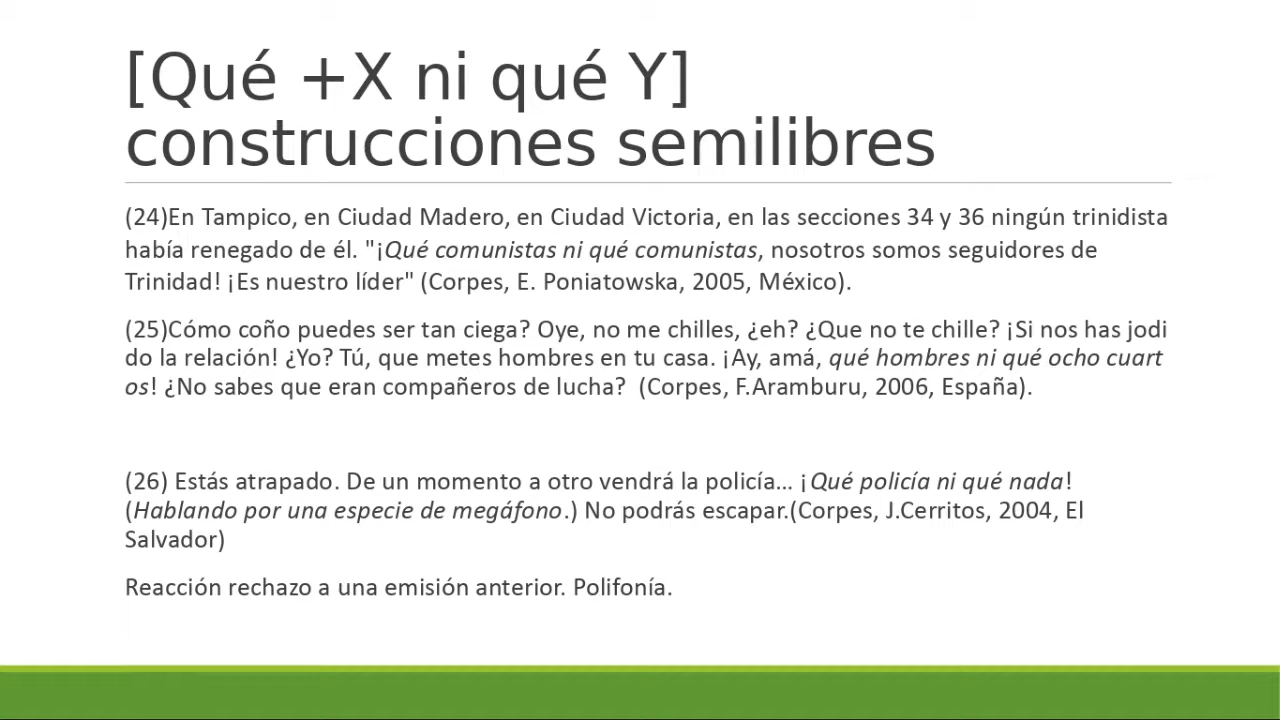 [Qué +X ni qué Y]
construcciones semilibres
(24)En Tampico, en Ciudad Madero, en Ciudad Victoria, en las secciones 34 y 36 ningún trinidista
había renegado de él. "¡Qué comunistas ni qué comunistas, nosotros somos seguidores de
Trinidad! ¡Es nuestro líder" (Corpes, E. Poniatowska, 2005, México).
(25)Cómo coño puedes ser tan ciega? Oye, no me chilles, ¿eh? ¿Que no te chille? ¡Si nos has jodi
do la relación! ¿Yo? Tú, que metes hombres en tu casa. ¡Ay, amá, qué hombres ni qué ocho cuart
os! ¿No sabes que eran compañeros de lucha?  (Corpes, F.Aramburu, 2006, España).
(26) Estás atrapado. De un momento a otro vendrá la policía... ¡Qué policía ni qué nada!
(Hablando por una especie de megáfono.) No podrás escapar.(Corpes, J.Cerritos, 2004, El
Salvador)
Reacción rechazo a una emisión anterior. Polifonía.